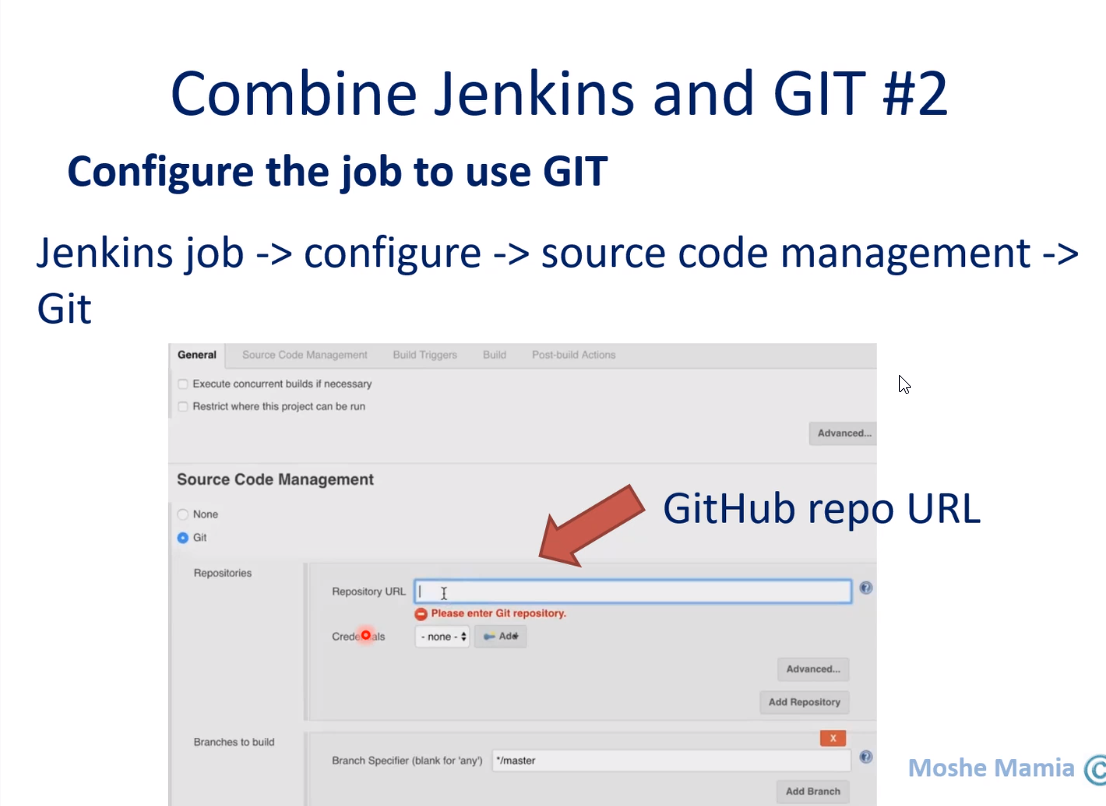 Combine Jenkins and GIT #2
Configure the job to use GIT
Jenkins job -> configure -> source code management ->
Git
General Source Code Management Build Triggers Build Post-build Actions
Execute concurrent builds if necessary
Restrict where this project can be run
Advanced...
Source Code Management
None
GitHub repo URL
Git
Repositories
Repository URL
Please enter Git repository.
- none - Add
Advanced...
Add Repository
Branches to build
X
Branch Specifier (blank for 'any') */master
Moshe Mamia ©
Add Branch